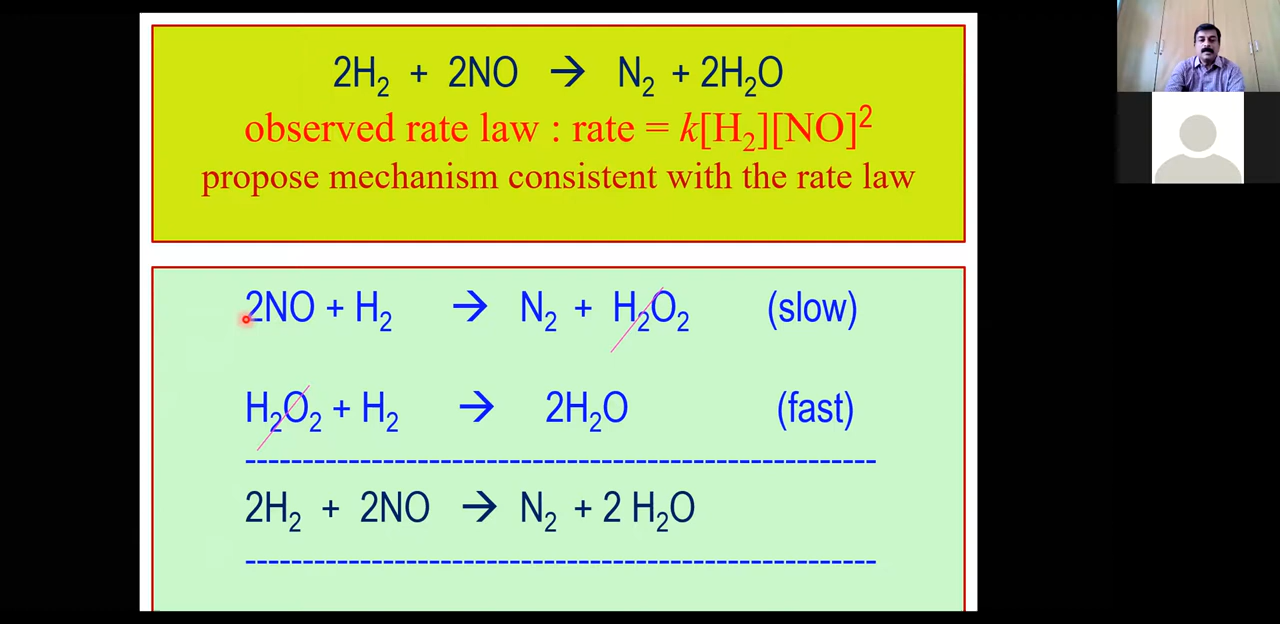 2H₂ + 2NO → N₂ + 2H₂O
observed rate law : rate = k[H₂][NO]²
propose mechanism consistent with the rate law
2NO + H₂ → N₂ + H₂O₂ (slow)
H₂O₂ + H₂ → 2H₂O (fast)
2H₂ + 2NO → N₂ + 2 H₂O